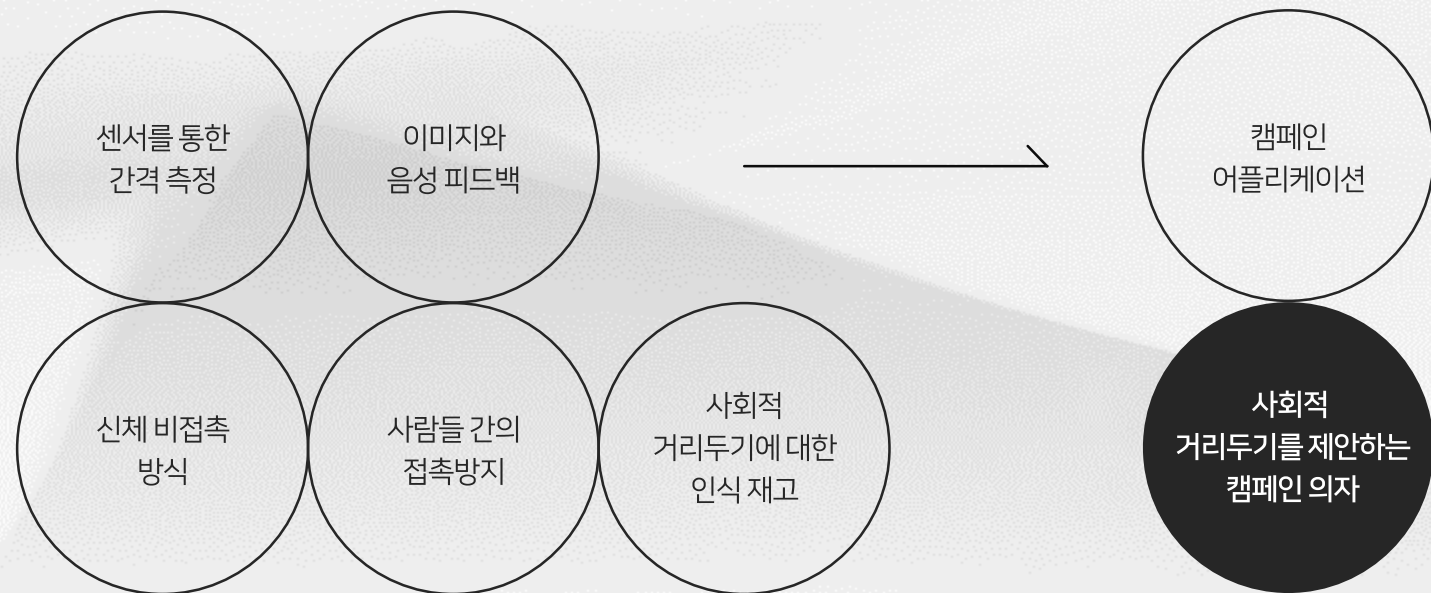 센서를 통한
간격 측정
이미지와
음성 피드백
캠페인
어플리케이션
신체 비접촉
방식
사람들 간의
접촉방지
사회적
거리두기에 대한
인식 재고
사회적
거리두기를 제안하는
캠페인 의자